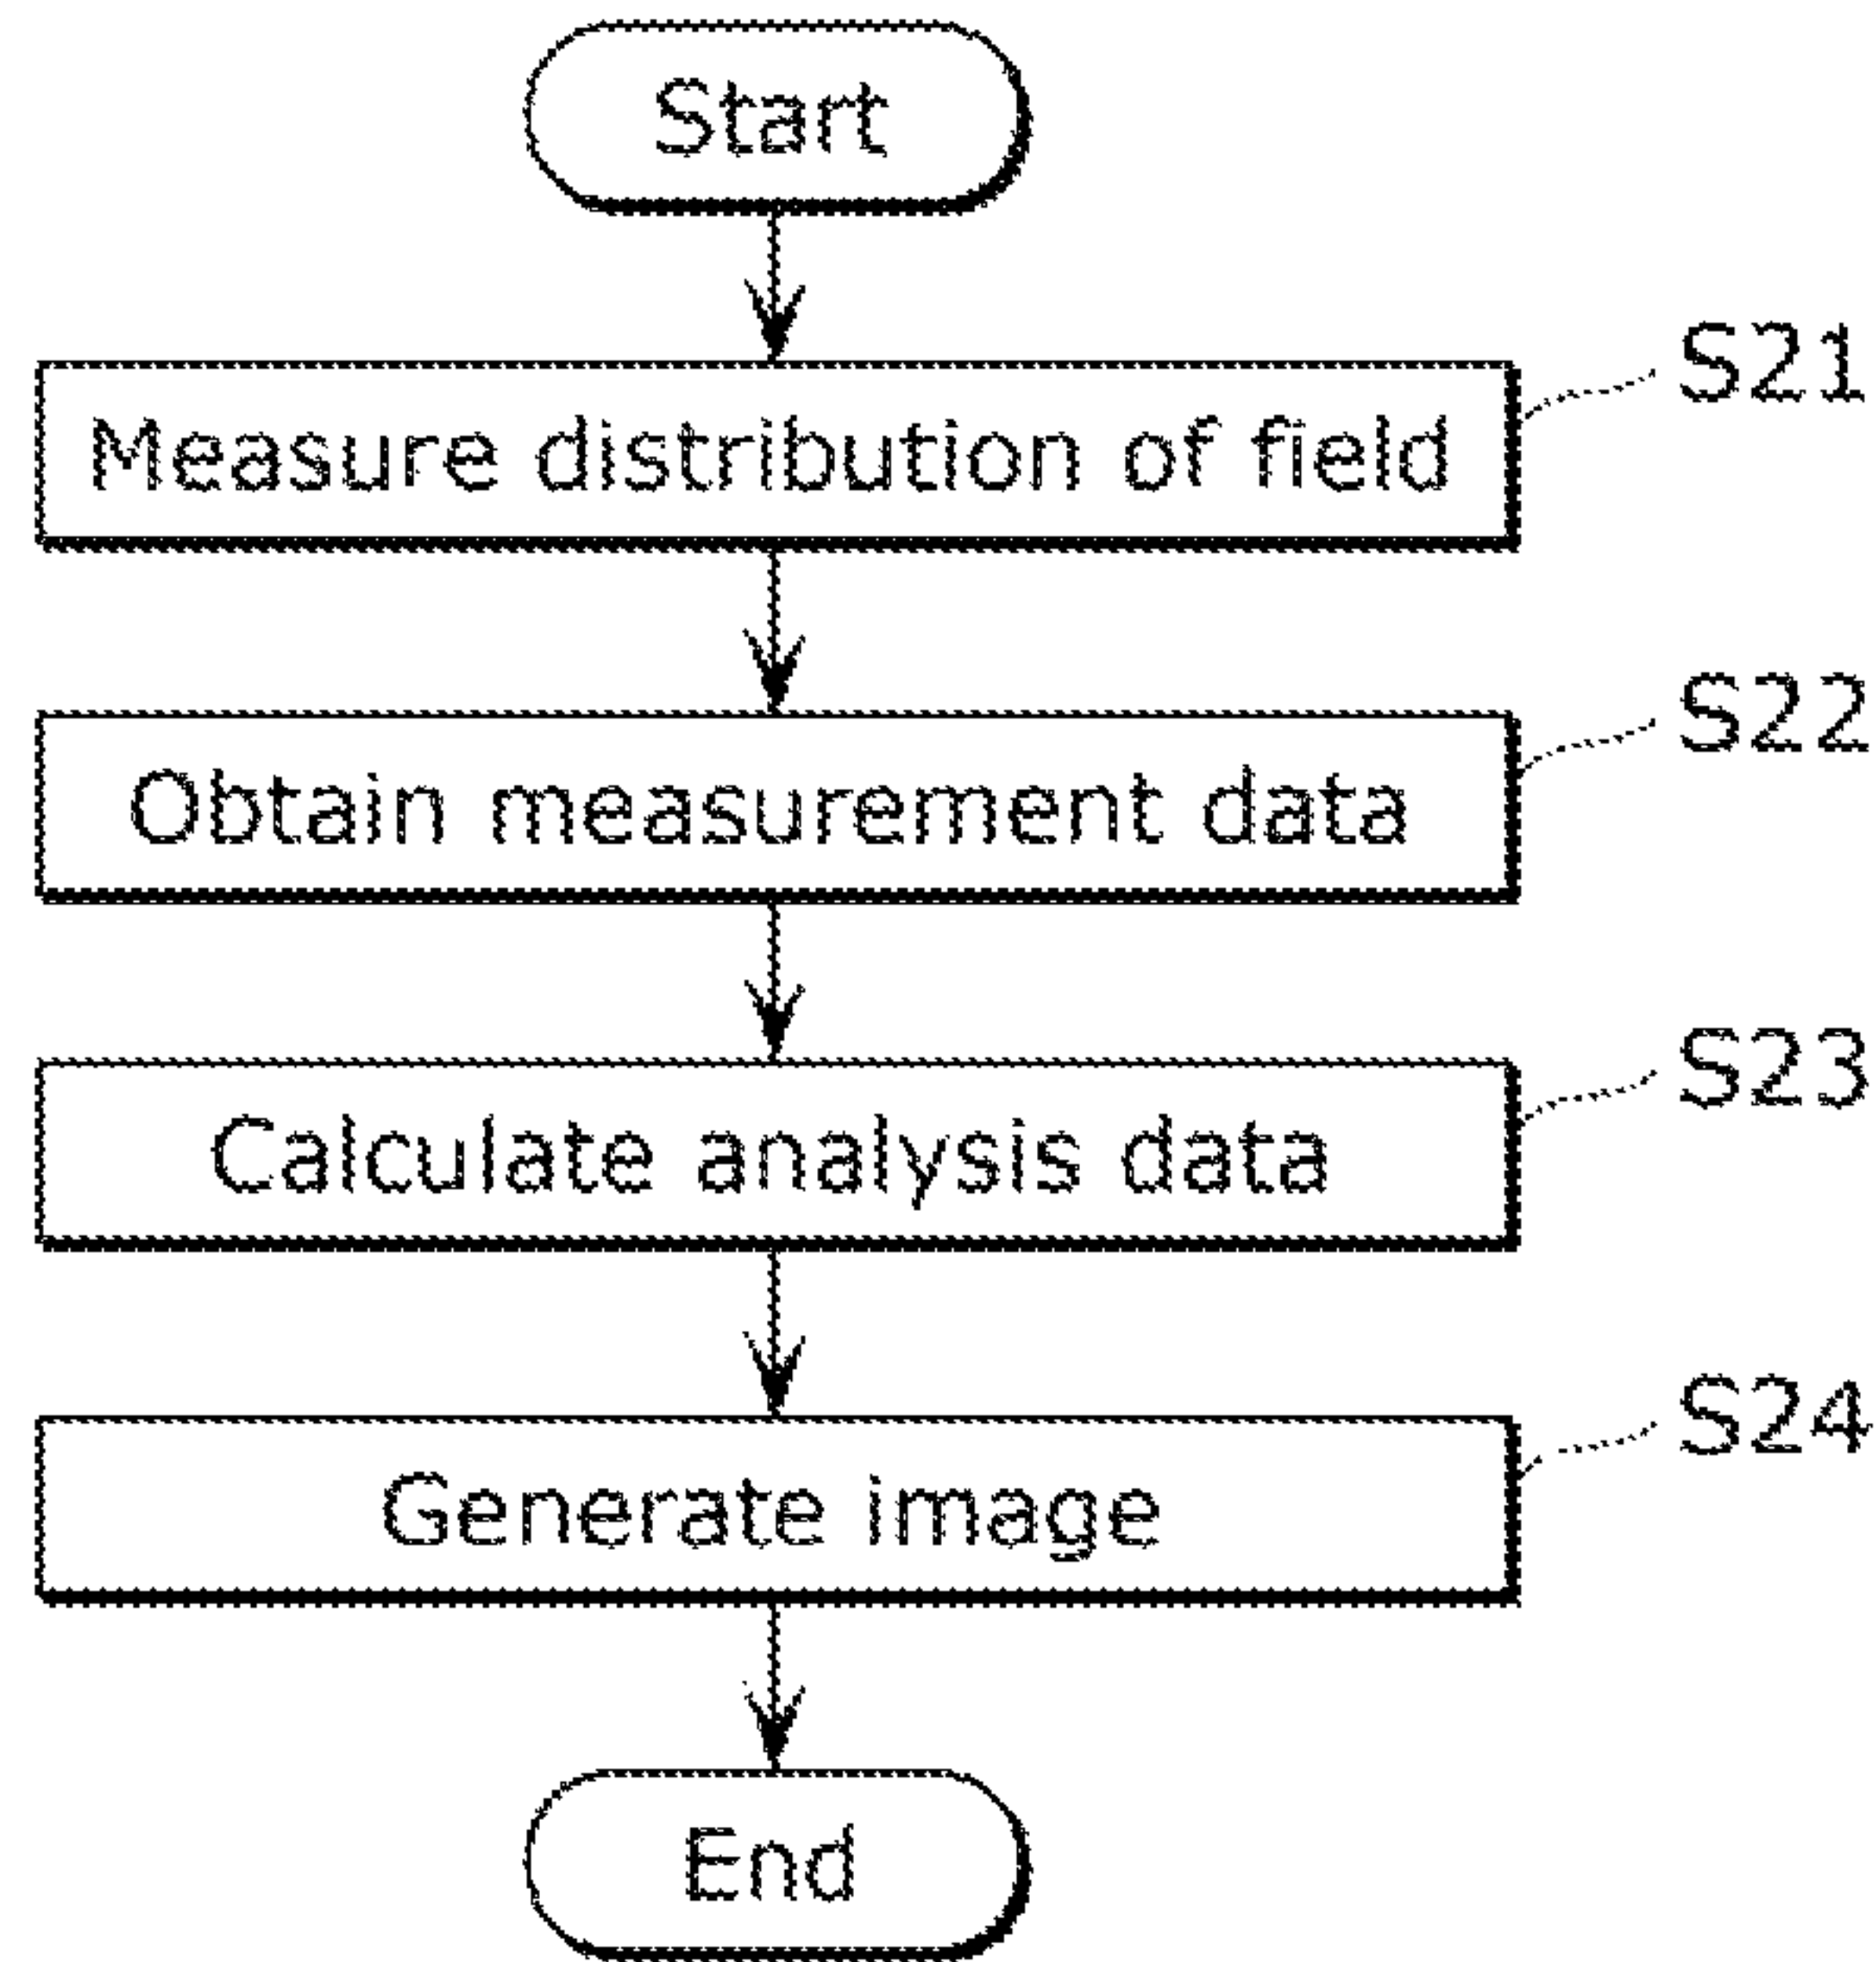 Start
S21
Measure distribution of field
S22
Obtain measurement data
S23
Calculate analysis data
S24
Generate image
End